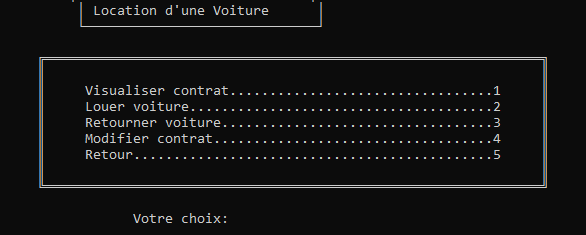 Location d'une Voiture
Visualiser contrat................................1
Louer voiture.....................................2
Retourner voiture.................................3
Modifier contrat..................................4
Retour............................................5
Votre choix: